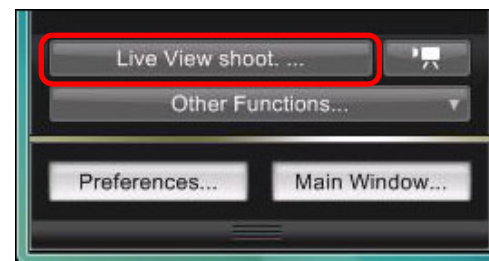 Live View shoot. ...
Other Functions...
Preferences... Main Window...